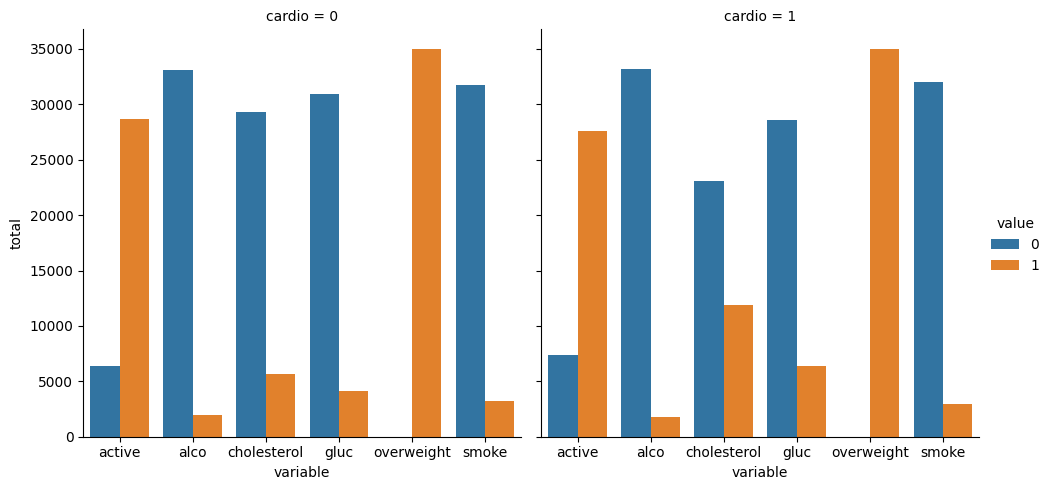 cardio = 0
cardio = 1
35000
30000
25000
20000
15000
10000
5000
0
total
active alco cholesterol gluc overweight smoke
variable
active alco cholesterol gluc overweight smoke
variable
value
0
1